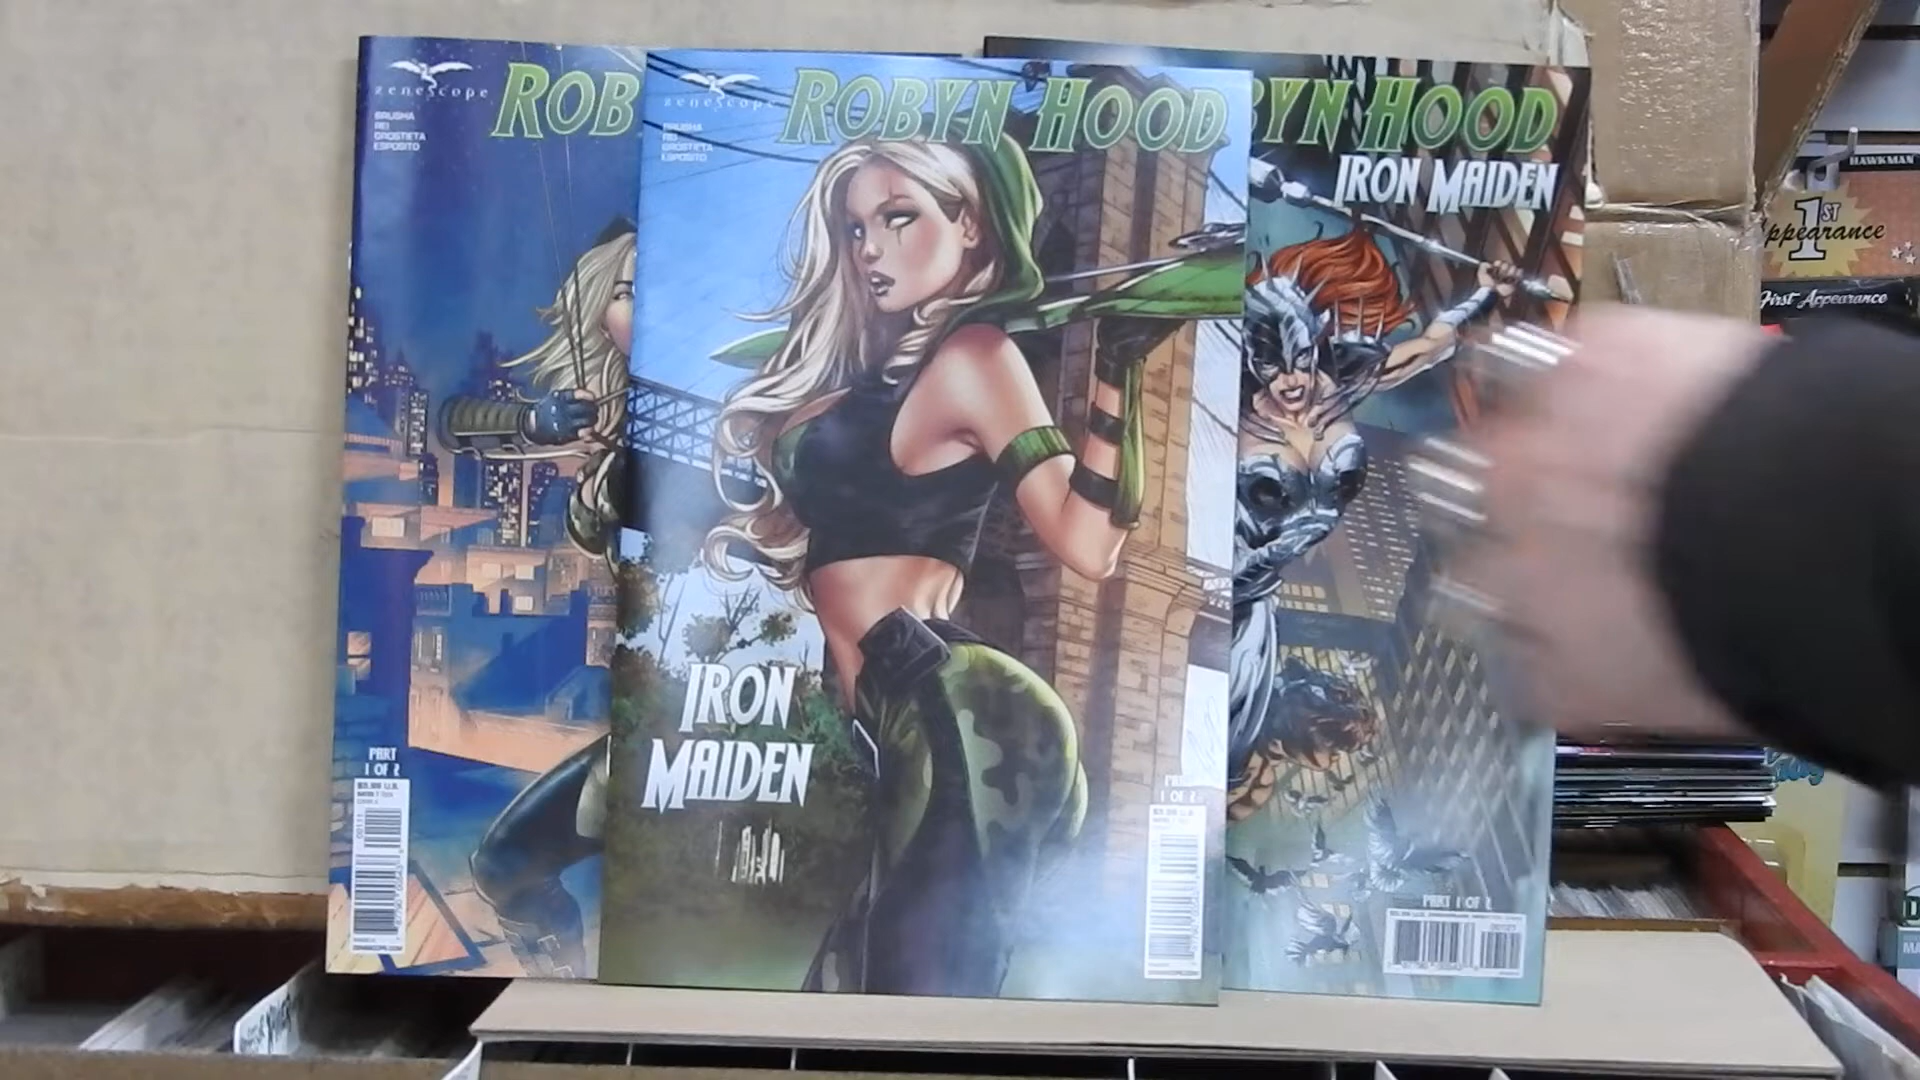 zenescope
BRUSHA
REI
GROSTIETA
ESPOSITO
ROB
PART
1 OF 2
zenescope
BRUSHA
REI
GROSTIETA
ESPOSITO
ROBYN HOOD
IRON
MAIDEN
1 OF 2
BYN HOOD
IRON MAIDEN
PART 1 OF 2
HAWKMAN
1ST
Appearance
First Appearance